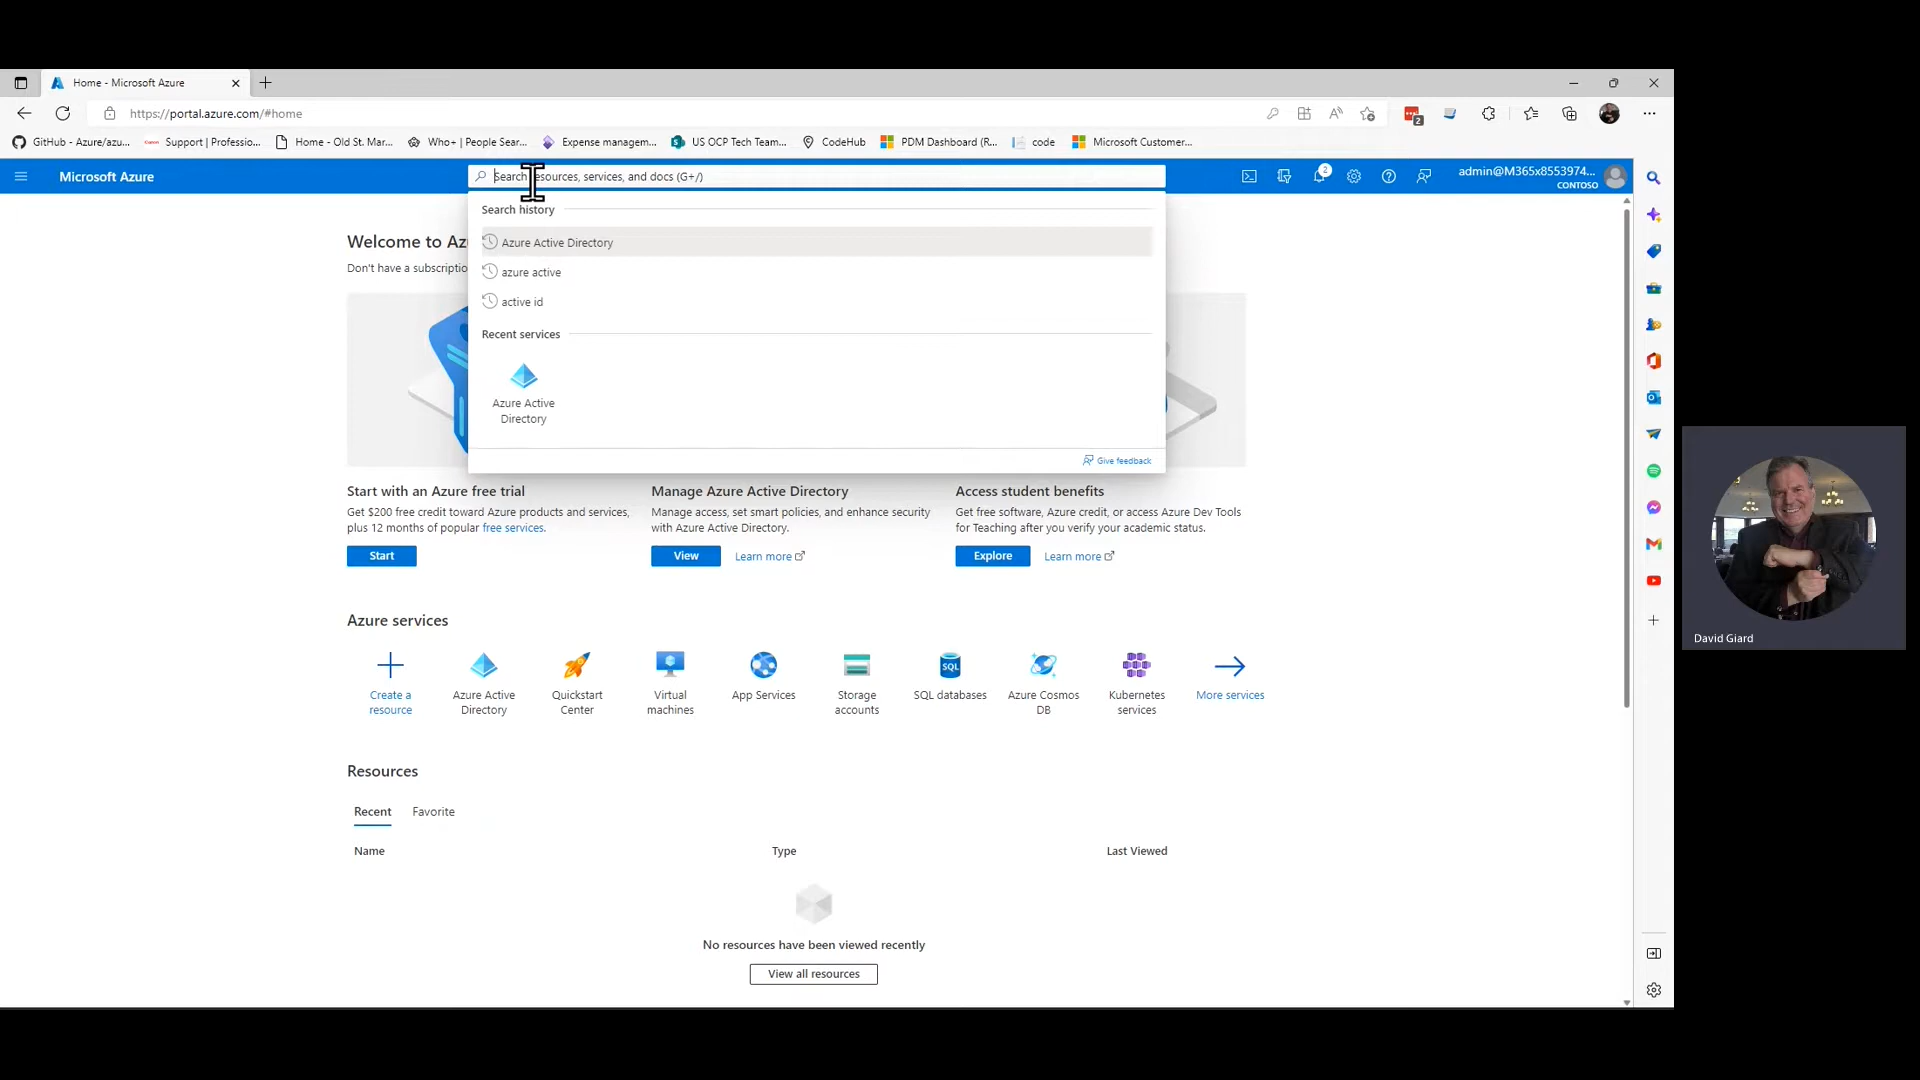 Home - Microsoft Azure
https://portal.azure.com/#home
2
GitHub - Azure/azu...
Support | Professio...
Home - Old St. Mar...
Who+ | People Sear...
Expense managem...
US OCP Tech Team...
CodeHub
PDM Dashboard (R...
code
Microsoft Customer...
Microsoft Azure
Search resources, services, and docs (G+/)
2
admin@M365x8553974...
CONTOSO
Search history
Azure Active Directory
azure active
active id
Recent services
Azure Active
Directory
Give feedback
Welcome to Az
Don't have a subscriptio
Start with an Azure free trial
Get $200 free credit toward Azure products and services,
plus 12 months of popular free services.
Start
Manage Azure Active Directory
Manage access, set smart policies, and enhance security
with Azure Active Directory.
View
Learn more
Access student benefits
Get free software, Azure credit, or access Azure Dev Tools
for Teaching after you verify your academic status.
Explore
Learn more
Azure services
Create a
resource
Azure Active
Directory
Quickstart
Center
Virtual
machines
App Services
Storage
accounts
SQL
SQL databases
Azure Cosmos
DB
Kubernetes
services
More services
Resources
Recent
Favorite
Name
Type
Last Viewed
No resources have been viewed recently
View all resources
David Giard